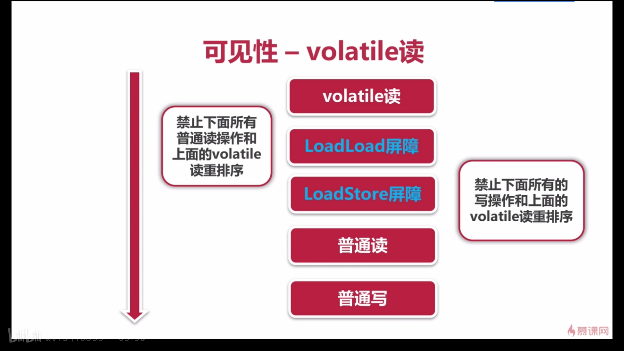 可见性 – volatile读
volatile读
禁止下面所有
普通读操作和
上面的volatile
读重排序
LoadLoad屏障
LoadStore屏障
禁止下面所有的
写操作和上面的
volatile读重排序
普通读
普通写
慕课网